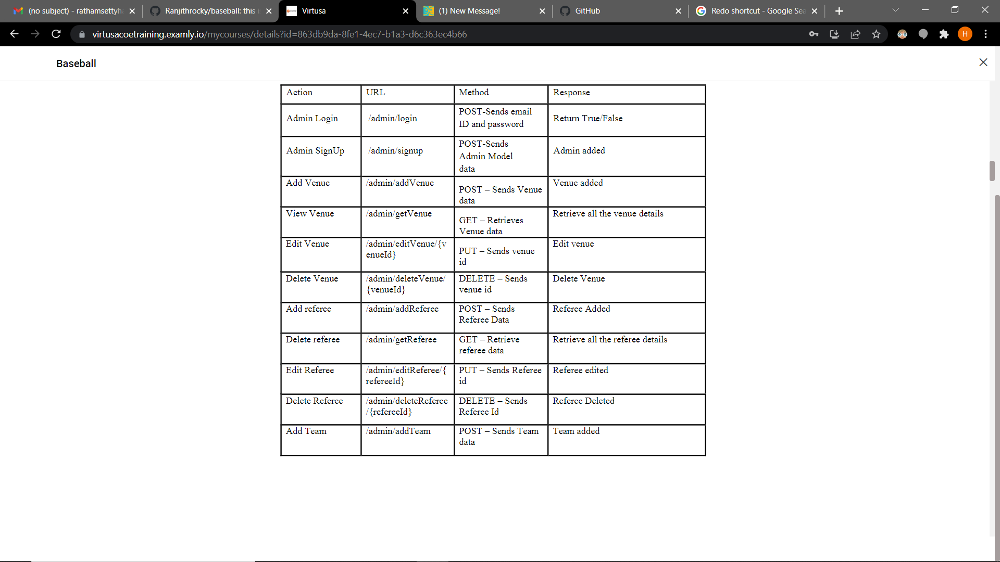 (no subject) - rathamsettyha
Ranjithrocky/baseball: this i
Virtusa
(1) New Message!
GitHub
Redo shortcut - Google Sea
virtusacoetraining.examly.io/mycourses/details?id=863db9da-8fe1-4ec7-b1a3-d6c363ec4b66
H
Baseball
Action URL Method Response
Admin Login /admin/login POST-Sends email
ID and password Return True/False
Admin SignUp /admin/signup POST-Sends
Admin Model
data Admin added
Add Venue /admin/addVenue POST – Sends Venue
data Venue added
View Venue /admin/getVenue GET – Retrieves
Venue data Retrieve all the venue details
Edit Venue /admin/editVenue/{v
enueId} PUT – Sends venue
id Edit venue
Delete Venue /admin/deleteVenue/
{venueId} DELETE – Sends
venue id Delete Venue
Add referee /admin/addReferee POST – Sends
Referee Data Referee Added
Delete referee /admin/getReferee GET – Retrieve
referee data Retrieve all the referee details
Edit Referee /admin/editReferee/{
refereeId} PUT – Sends Referee
id Referee edited
Delete Referee /admin/deleteReferee
/{refereeId} DELETE – Sends
Referee Id Referee Deleted
Add Team /admin/addTeam POST – Sends Team
data Team added